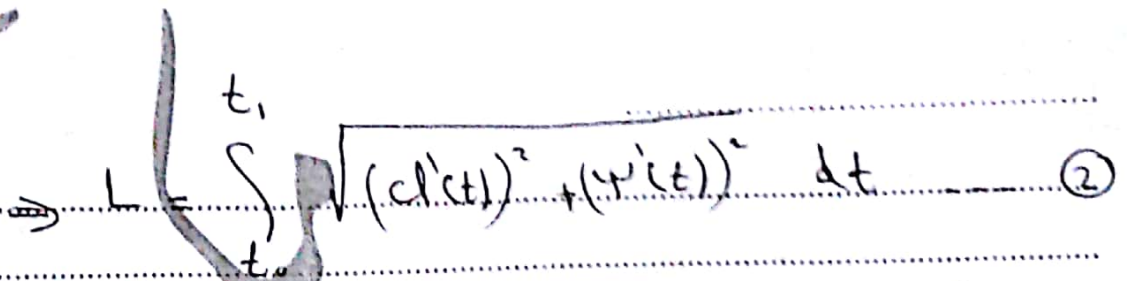 ⇒ L = ∫_{t₀}^{t₁} √((φ'(t))² + (ψ'(t))²) dt --- ②